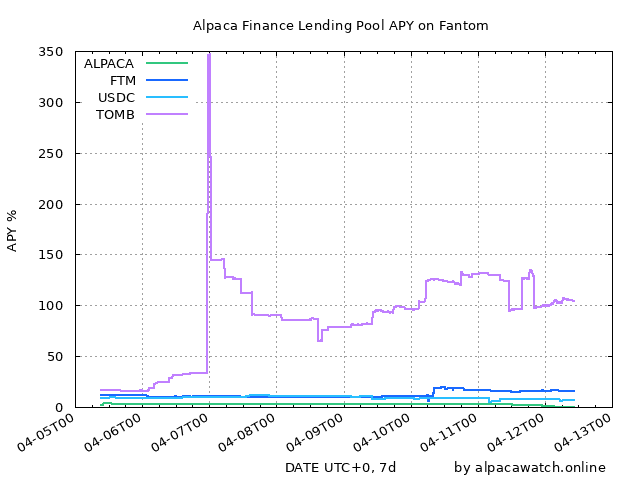 Alpaca Finance Lending Pool APY on Fantom
350
300
250
200
150
100
50
0
APY %
ALPACA
FTM
USDC
TOMB
04-05T00
04-06T00
04-07T00
04-08T00
04-09T00
04-10T00
04-11T00
04-12T00
04-13T00
DATE UTC+0, 7d
by alpacawatch.online